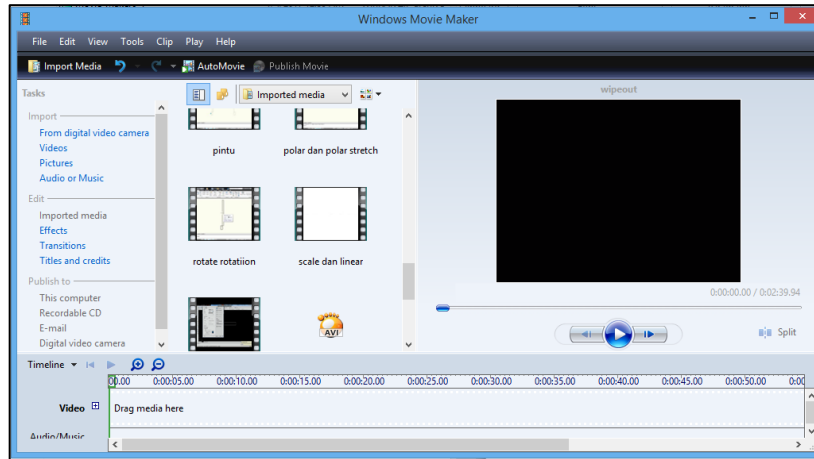 Windows Movie Maker
File Edit View Tools Clip Play Help
Import Media AutoMovie Publish Movie
Tasks
Import
From digital video camera
Videos
Pictures
Audio or Music
Edit
Imported media
Effects
Transitions
Titles and credits
Publish to
This computer
Recordable CD
E-mail
Digital video camera
Imported media
pintu polar dan polar stretch
rotate rotatiion scale dan linear
AVI
wipeout
0:00:00.00 / 0:02:39.94
Split
Timeline
00.00 0:00:05.00 0:00:10.00 0:00:15.00 0:00:20.00 0:00:25.00 0:00:30.00 0:00:35.00 0:00:40.00 0:00:45.00 0:00:50.00 0:00
Video Drag media here
Audio/Music